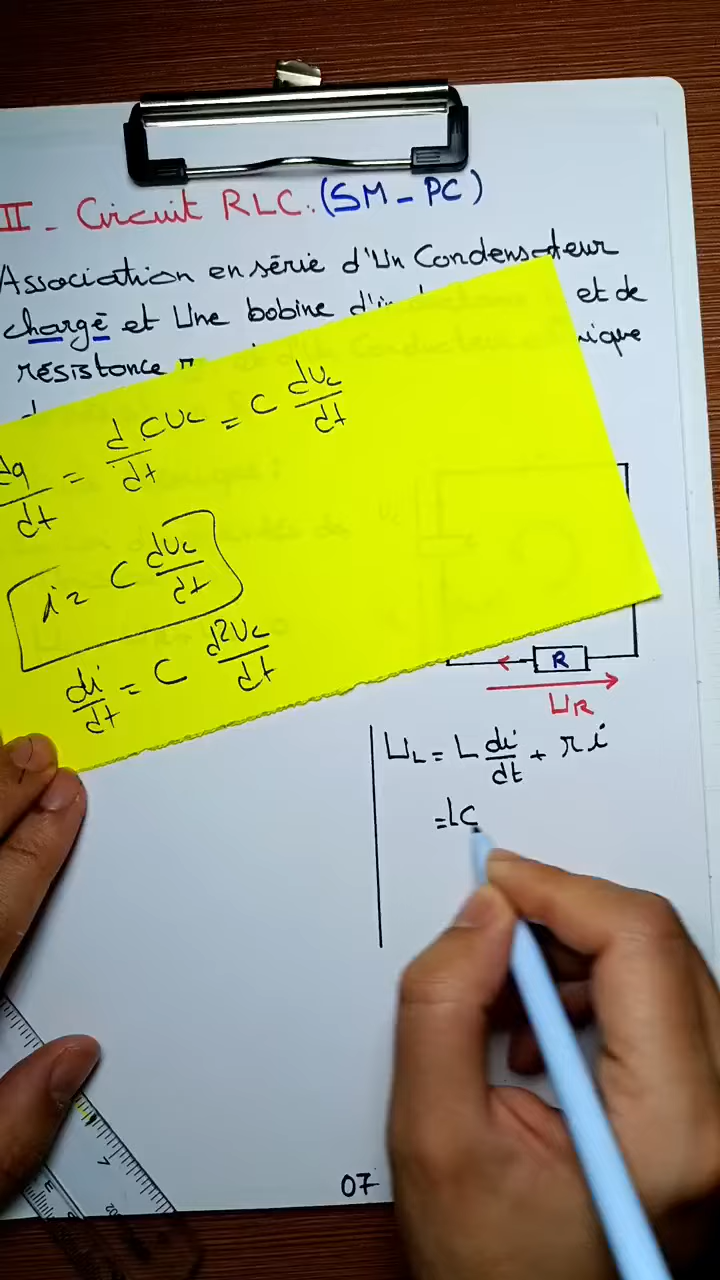 II - Circuit RLC. (SM - PC)
Association en série d'Un Condensateur
chargé et Une bobine et de
résistance
dq/dt = d CUc/dt = C dUc/dt
i = C dUc/dt
di/dt = C d²Uc/dt
R
UR
UL = L di/dt + r i
= LC
07